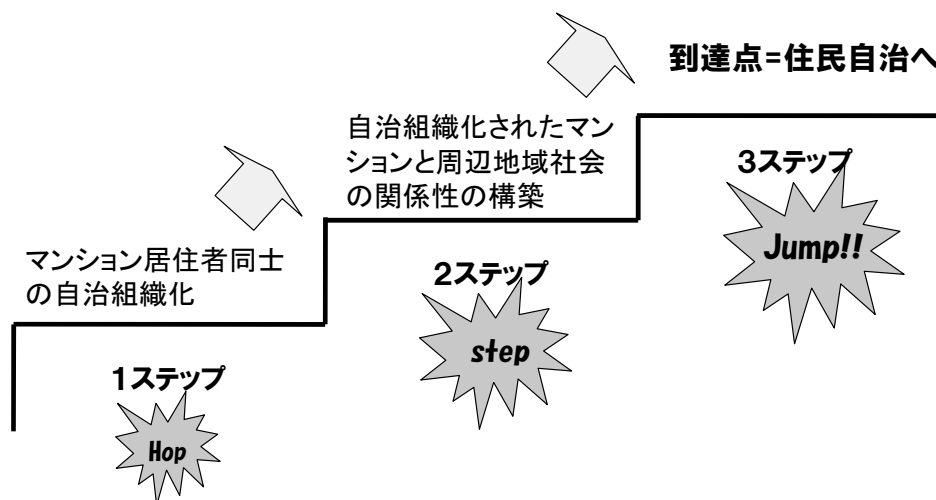 到達点=住民自治へ
自治組織化されたマン
ションと周辺地域社会
の関係性の構築
3ステップ
Jump!!
マンション居住者同士
の自治組織化
2ステップ
step
1ステップ
Hop